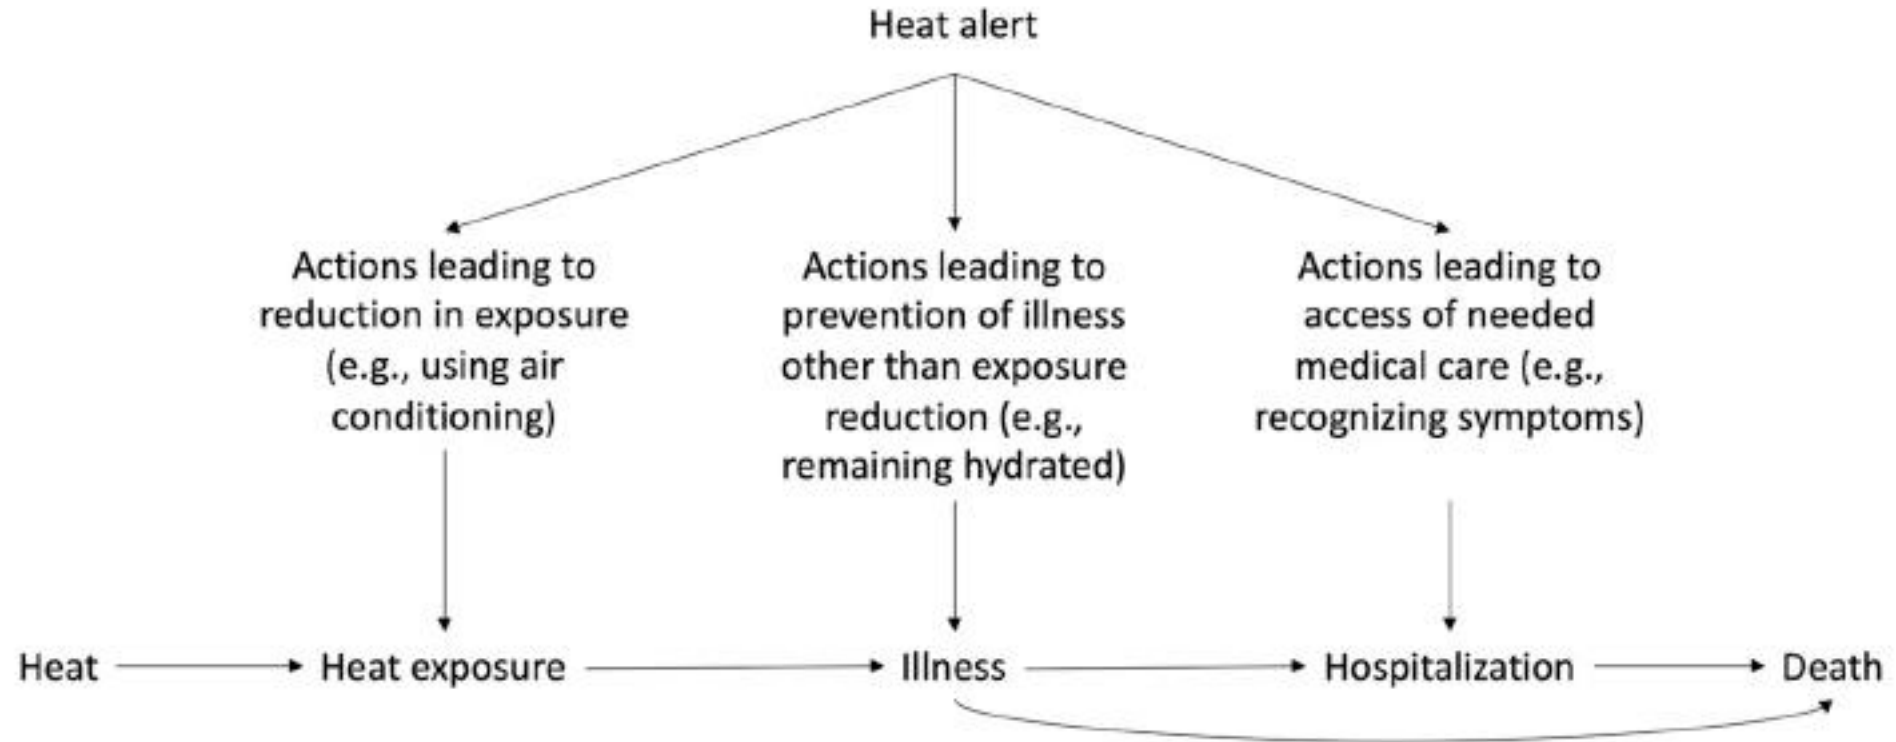 Heat alert
Actions leading to
reduction in exposure
(e.g., using air
conditioning)
Actions leading to
prevention of illness
other than exposure
reduction (e.g.,
remaining hydrated)
Actions leading to
access of needed
medical care (e.g.,
recognizing symptoms)
Heat
Heat exposure
Illness
Hospitalization
Death